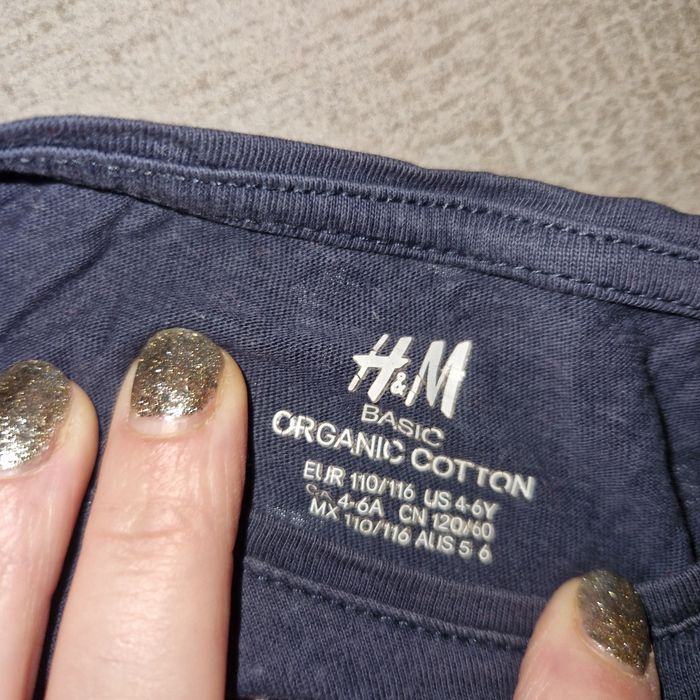 H&M
BASIC
ORGANIC COTTON
EUR 110/116 US 4-6Y
4-6A CN 120/60
MX 110/116 AUS 5 6